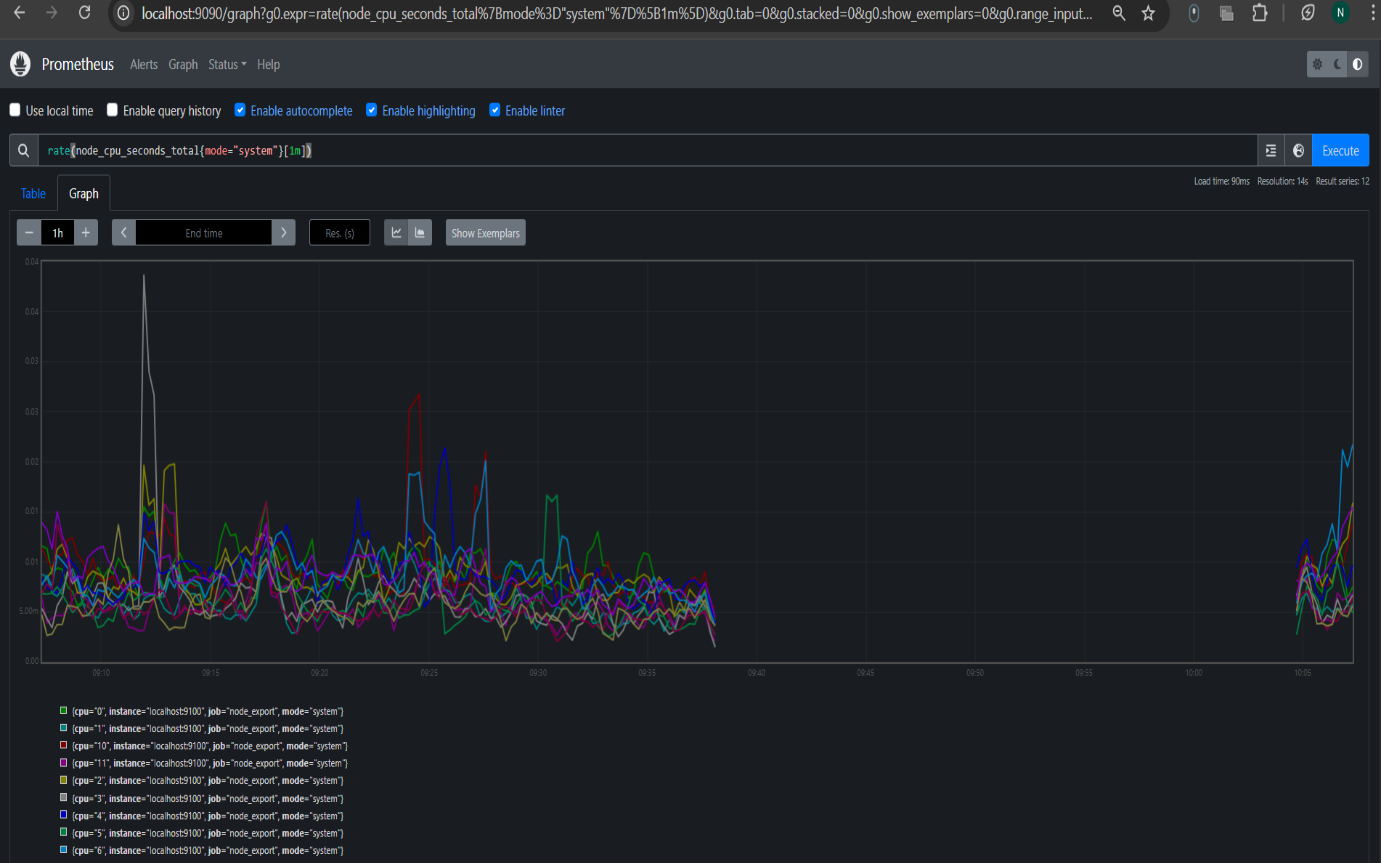 localhost:9090/graph?g0.expr=rate(node_cpu_seconds_total%7Bmode%3D"system"%7D%5B1m%5D)&g0.tab=0&g0.stacked=0&g0.show_exemplars=0&g0.range_input...
N
Prometheus Alerts Graph Status Help
Use local time Enable query history Enable autocomplete Enable highlighting Enable linter
rate(node_cpu_seconds_total{mode="system"}[1m])
Execute
Load time: 90ms Resolution: 14s Result series: 12
Table Graph
− 1h + End time Res. (s) Show Exemplars
0.04
0.04
0.03
0.03
0.02
0.01
0.01
5.00m
0.00
09:10 09:15 09:20 09:25 09:30 09:35 09:40 09:45 09:50 09:55 10:00 10:05
{cpu="0", instance="localhost:9100", job="node_export", mode="system"}
{cpu="1", instance="localhost:9100", job="node_export", mode="system"}
{cpu="10", instance="localhost:9100", job="node_export", mode="system"}
{cpu="11", instance="localhost:9100", job="node_export", mode="system"}
{cpu="2", instance="localhost:9100", job="node_export", mode="system"}
{cpu="3", instance="localhost:9100", job="node_export", mode="system"}
{cpu="4", instance="localhost:9100", job="node_export", mode="system"}
{cpu="5", instance="localhost:9100", job="node_export", mode="system"}
{cpu="6", instance="localhost:9100", job="node_export", mode="system"}